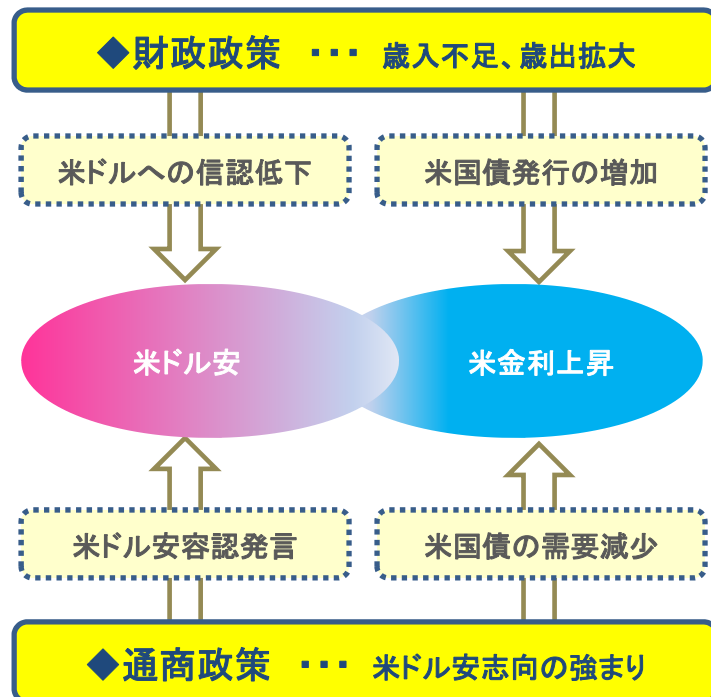 ◆財政政策 ・・・ 歳入不足、歳出拡大
米ドルへの信認低下
米国債発行の増加
米ドル安
米金利上昇
米ドル安容認発言
米国債の需要減少
◆通商政策 ・・・ 米ドル安志向の強まり